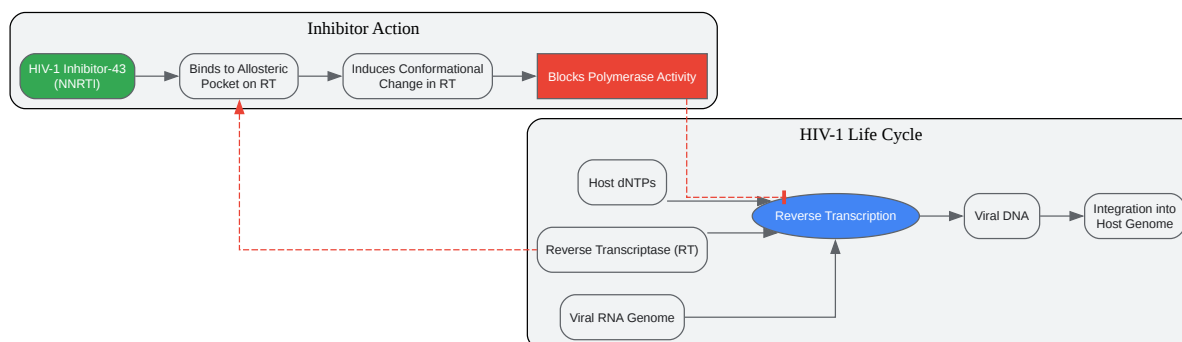 Inhibitor Action
HIV-1 Inhibitor-43
(NNRTI)
Binds to Allosteric
Pocket on RT
Induces Conformational
Change in RT
Blocks Polymerase Activity
HIV-1 Life Cycle
Host dNTPs
Reverse Transcription
Viral DNA
Integration into
Host Genome
Reverse Transcriptase (RT)
Viral RNA Genome